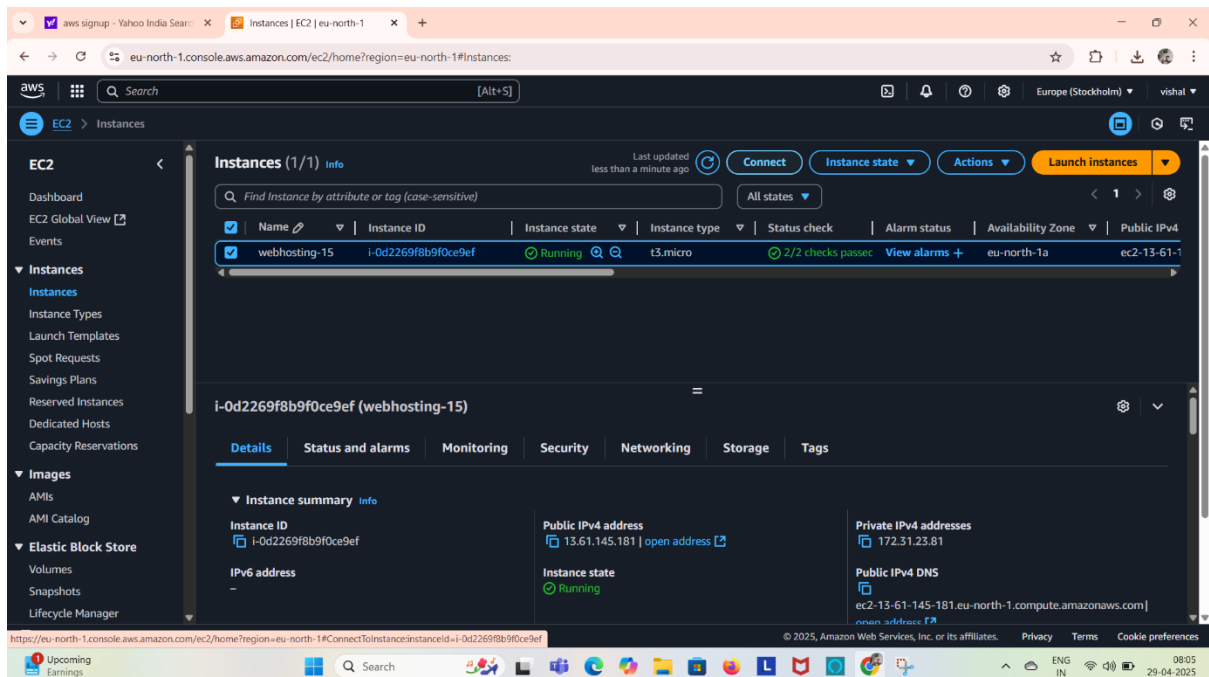 aws signup - Yahoo India Searc
Instances | EC2 | eu-north-1
eu-north-1.console.aws.amazon.com/ec2/home?region=eu-north-1#Instances:
aws
Search
[Alt+S]
Europe (Stockholm)
vishal
EC2 > Instances
EC2
Dashboard
EC2 Global View
Events
Instances
Instances
Instance Types
Launch Templates
Spot Requests
Savings Plans
Reserved Instances
Dedicated Hosts
Capacity Reservations
Images
AMIs
AMI Catalog
Elastic Block Store
Volumes
Snapshots
Lifecycle Manager
Instances (1/1) Info
Last updated
less than a minute ago
Connect
Instance state
Actions
Launch instances
Find Instance by attribute or tag (case-sensitive)
All states
1
Name Instance ID Instance state Instance type Status check Alarm status Availability Zone Public IPv4
webhosting-15 i-0d2269f8b9f0ce9ef Running t3.micro 2/2 checks passec View alarms + eu-north-1a ec2-13-61-1
i-0d2269f8b9f0ce9ef (webhosting-15)
Details Status and alarms Monitoring Security Networking Storage Tags
Instance summary Info
Instance ID
i-0d2269f8b9f0ce9ef
IPv6 address
–
Public IPv4 address
13.61.145.181 | open address
Instance state
Running
Private IPv4 addresses
172.31.23.81
Public IPv4 DNS
ec2-13-61-145-181.eu-north-1.compute.amazonaws.com |
open address
https://eu-north-1.console.aws.amazon.com/ec2/home?region=eu-north-1#ConnectToInstance:instanceId=i-0d2269f8b9f0ce9ef
© 2025, Amazon Web Services, Inc. or its affiliates. Privacy Terms Cookie preferences
1
Upcoming
Earnings
Search
L
ENG
IN
08:05
29-04-2025